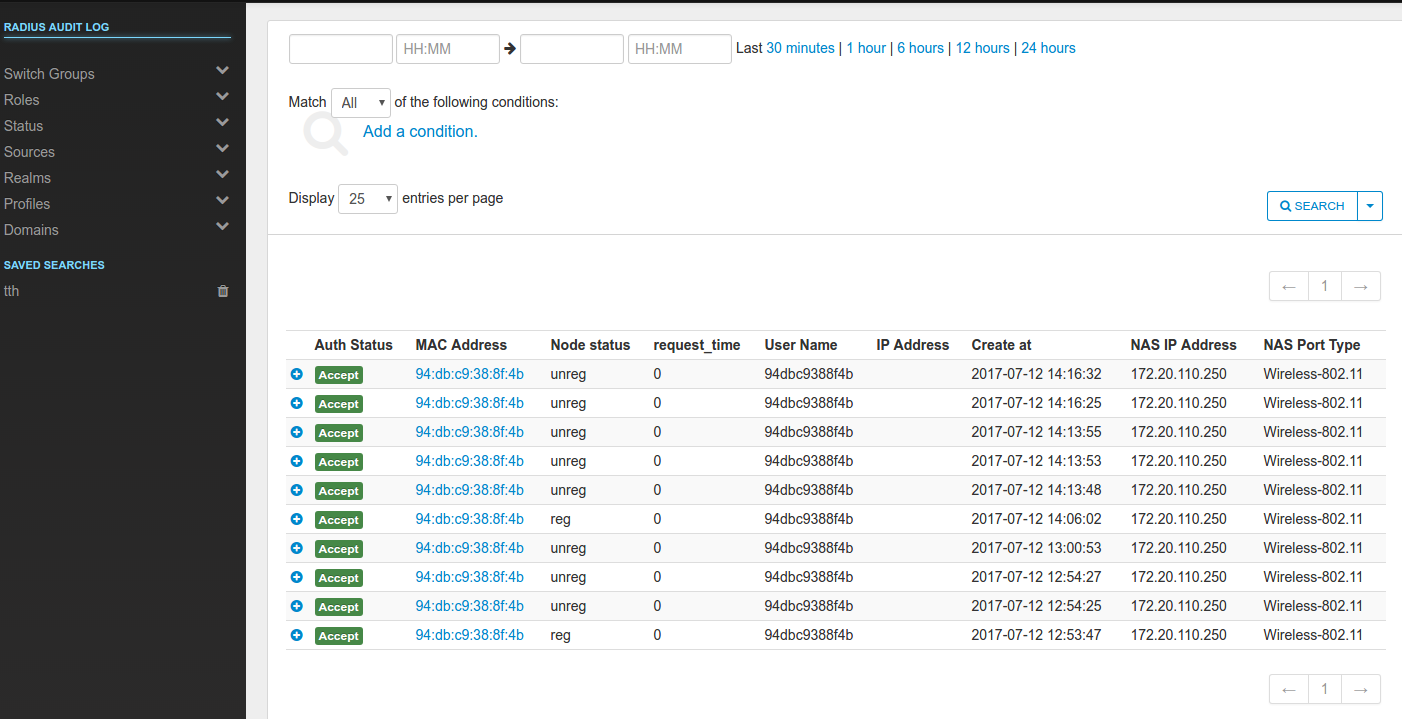 RADIUS AUDIT LOG
Switch Groups
Roles
Status
Sources
Realms
Profiles
Domains
SAVED SEARCHES
tth
HH:MM → HH:MM Last 30 minutes | 1 hour | 6 hours | 12 hours | 24 hours
Match All of the following conditions:
Add a condition.
Display 25 entries per page
SEARCH
← 1 →
Auth Status MAC Address Node status request_time User Name IP Address Create at NAS IP Address NAS Port Type
Accept 94:db:c9:38:8f:4b unreg 0 94dbc9388f4b 2017-07-12 14:16:32 172.20.110.250 Wireless-802.11
Accept 94:db:c9:38:8f:4b unreg 0 94dbc9388f4b 2017-07-12 14:16:25 172.20.110.250 Wireless-802.11
Accept 94:db:c9:38:8f:4b unreg 0 94dbc9388f4b 2017-07-12 14:13:55 172.20.110.250 Wireless-802.11
Accept 94:db:c9:38:8f:4b unreg 0 94dbc9388f4b 2017-07-12 14:13:53 172.20.110.250 Wireless-802.11
Accept 94:db:c9:38:8f:4b unreg 0 94dbc9388f4b 2017-07-12 14:13:48 172.20.110.250 Wireless-802.11
Accept 94:db:c9:38:8f:4b reg 0 94dbc9388f4b 2017-07-12 14:06:02 172.20.110.250 Wireless-802.11
Accept 94:db:c9:38:8f:4b unreg 0 94dbc9388f4b 2017-07-12 13:00:53 172.20.110.250 Wireless-802.11
Accept 94:db:c9:38:8f:4b unreg 0 94dbc9388f4b 2017-07-12 12:54:27 172.20.110.250 Wireless-802.11
Accept 94:db:c9:38:8f:4b unreg 0 94dbc9388f4b 2017-07-12 12:54:25 172.20.110.250 Wireless-802.11
Accept 94:db:c9:38:8f:4b reg 0 94dbc9388f4b 2017-07-12 12:53:47 172.20.110.250 Wireless-802.11
← 1 →